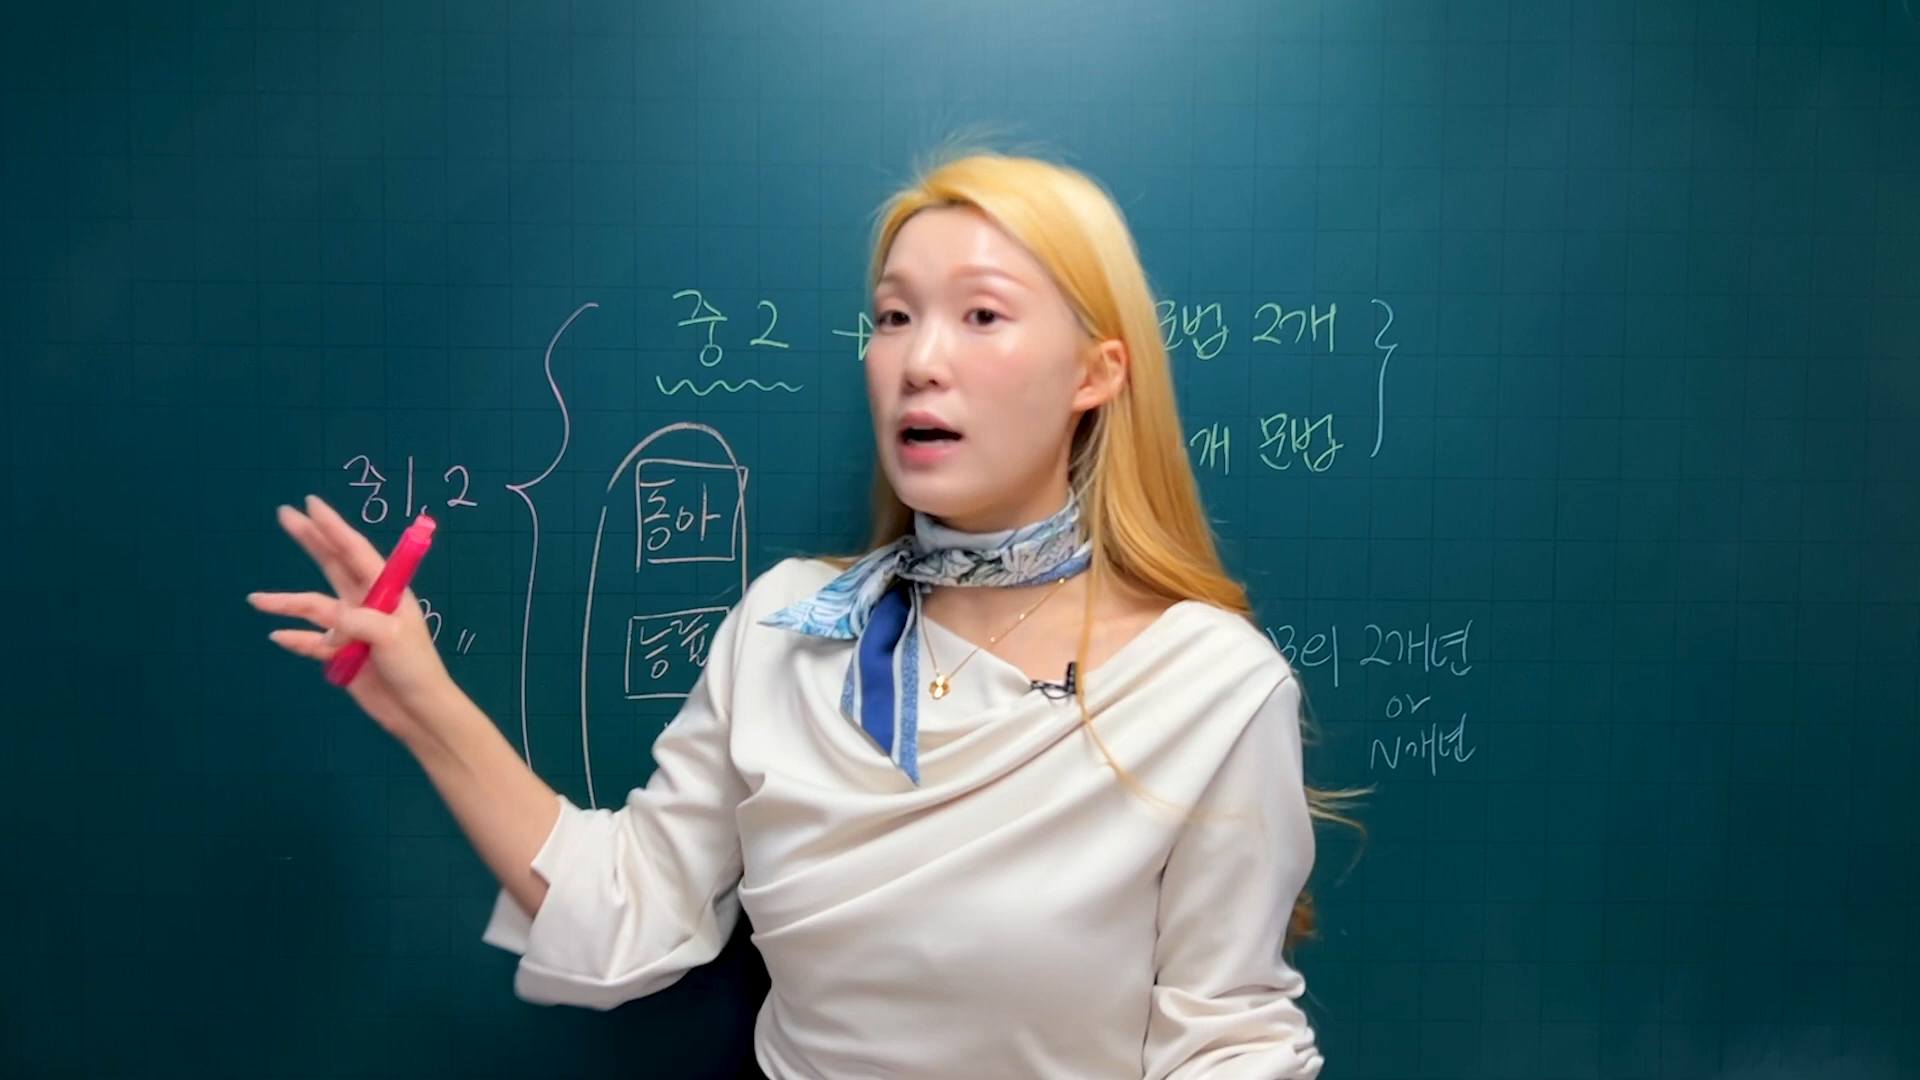 중 2 + 문법 2개
개 문법
중 1, 2
동아
능률
2개년
or
N개년